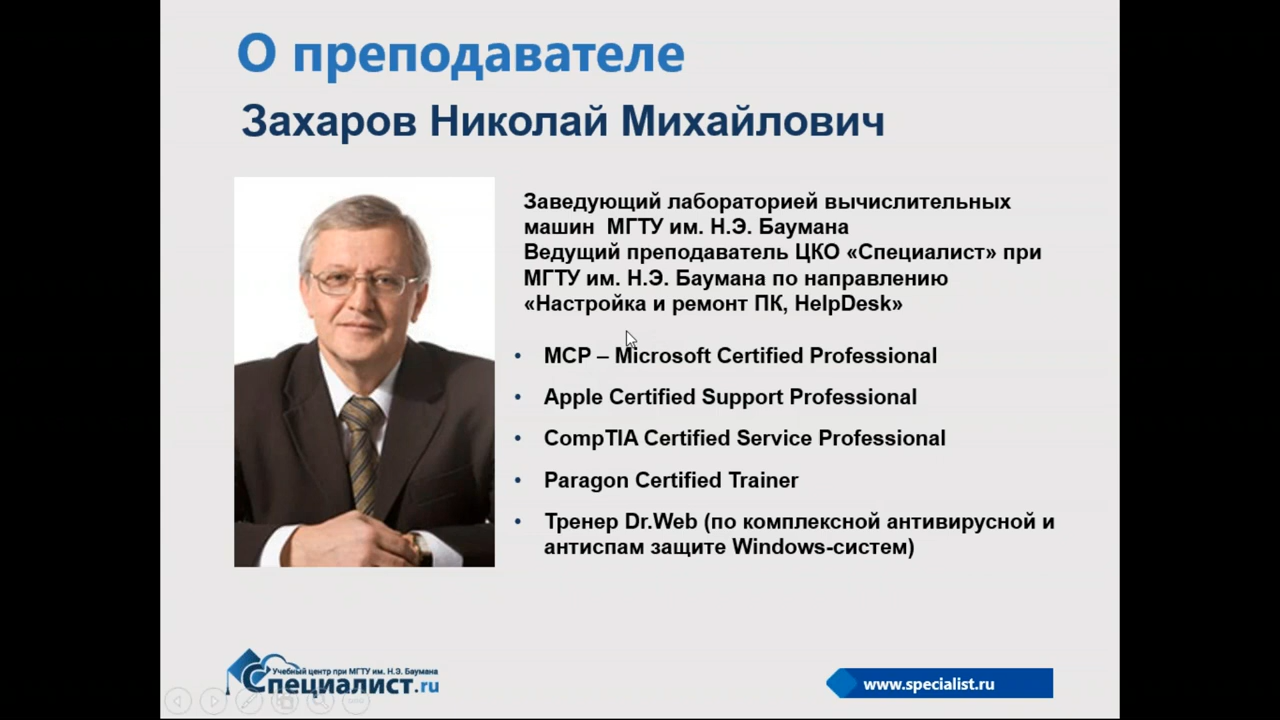 О преподавателе
Захаров Николай Михайлович
Заведующий лабораторией вычислительных
машин МГТУ им. Н.Э. Баумана
Ведущий преподаватель ЦКО «Специалист» при
МГТУ им. Н.Э. Баумана по направлению
«Настройка и ремонт ПК, HelpDesk»
• MCP – Microsoft Certified Professional
• Apple Certified Support Professional
• CompTIA Certified Service Professional
• Paragon Certified Trainer
• Тренер Dr.Web (по комплексной антивирусной и
антиспам защите Windows-систем)
Учебный центр при МГТУ им. Н.Э. Баумана
Специалист.ru
www.specialist.ru